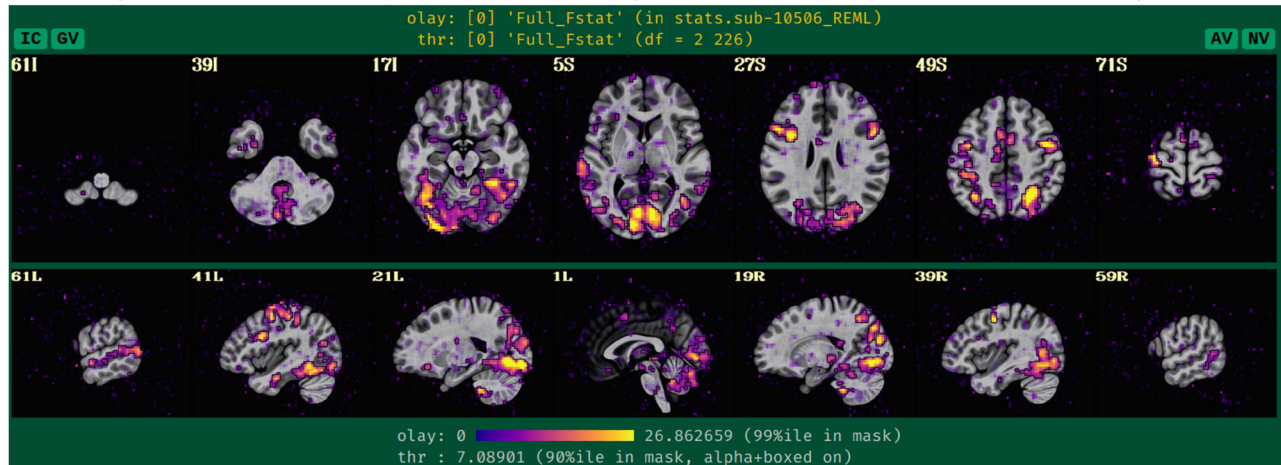 olay: [0] 'Full_Fstat' (in stats.sub-10506_REML)
thr: [0] 'Full_Fstat' (df = 2 226)
IC GV
AV NV
61I 39I 17I 5S 27S 49S 71S
61L 41L 21L 1L 19R 39R 59R
olay: 0 26.862659 (99%ile in mask)
thr : 7.08901 (90%ile in mask, alpha+boxed on)